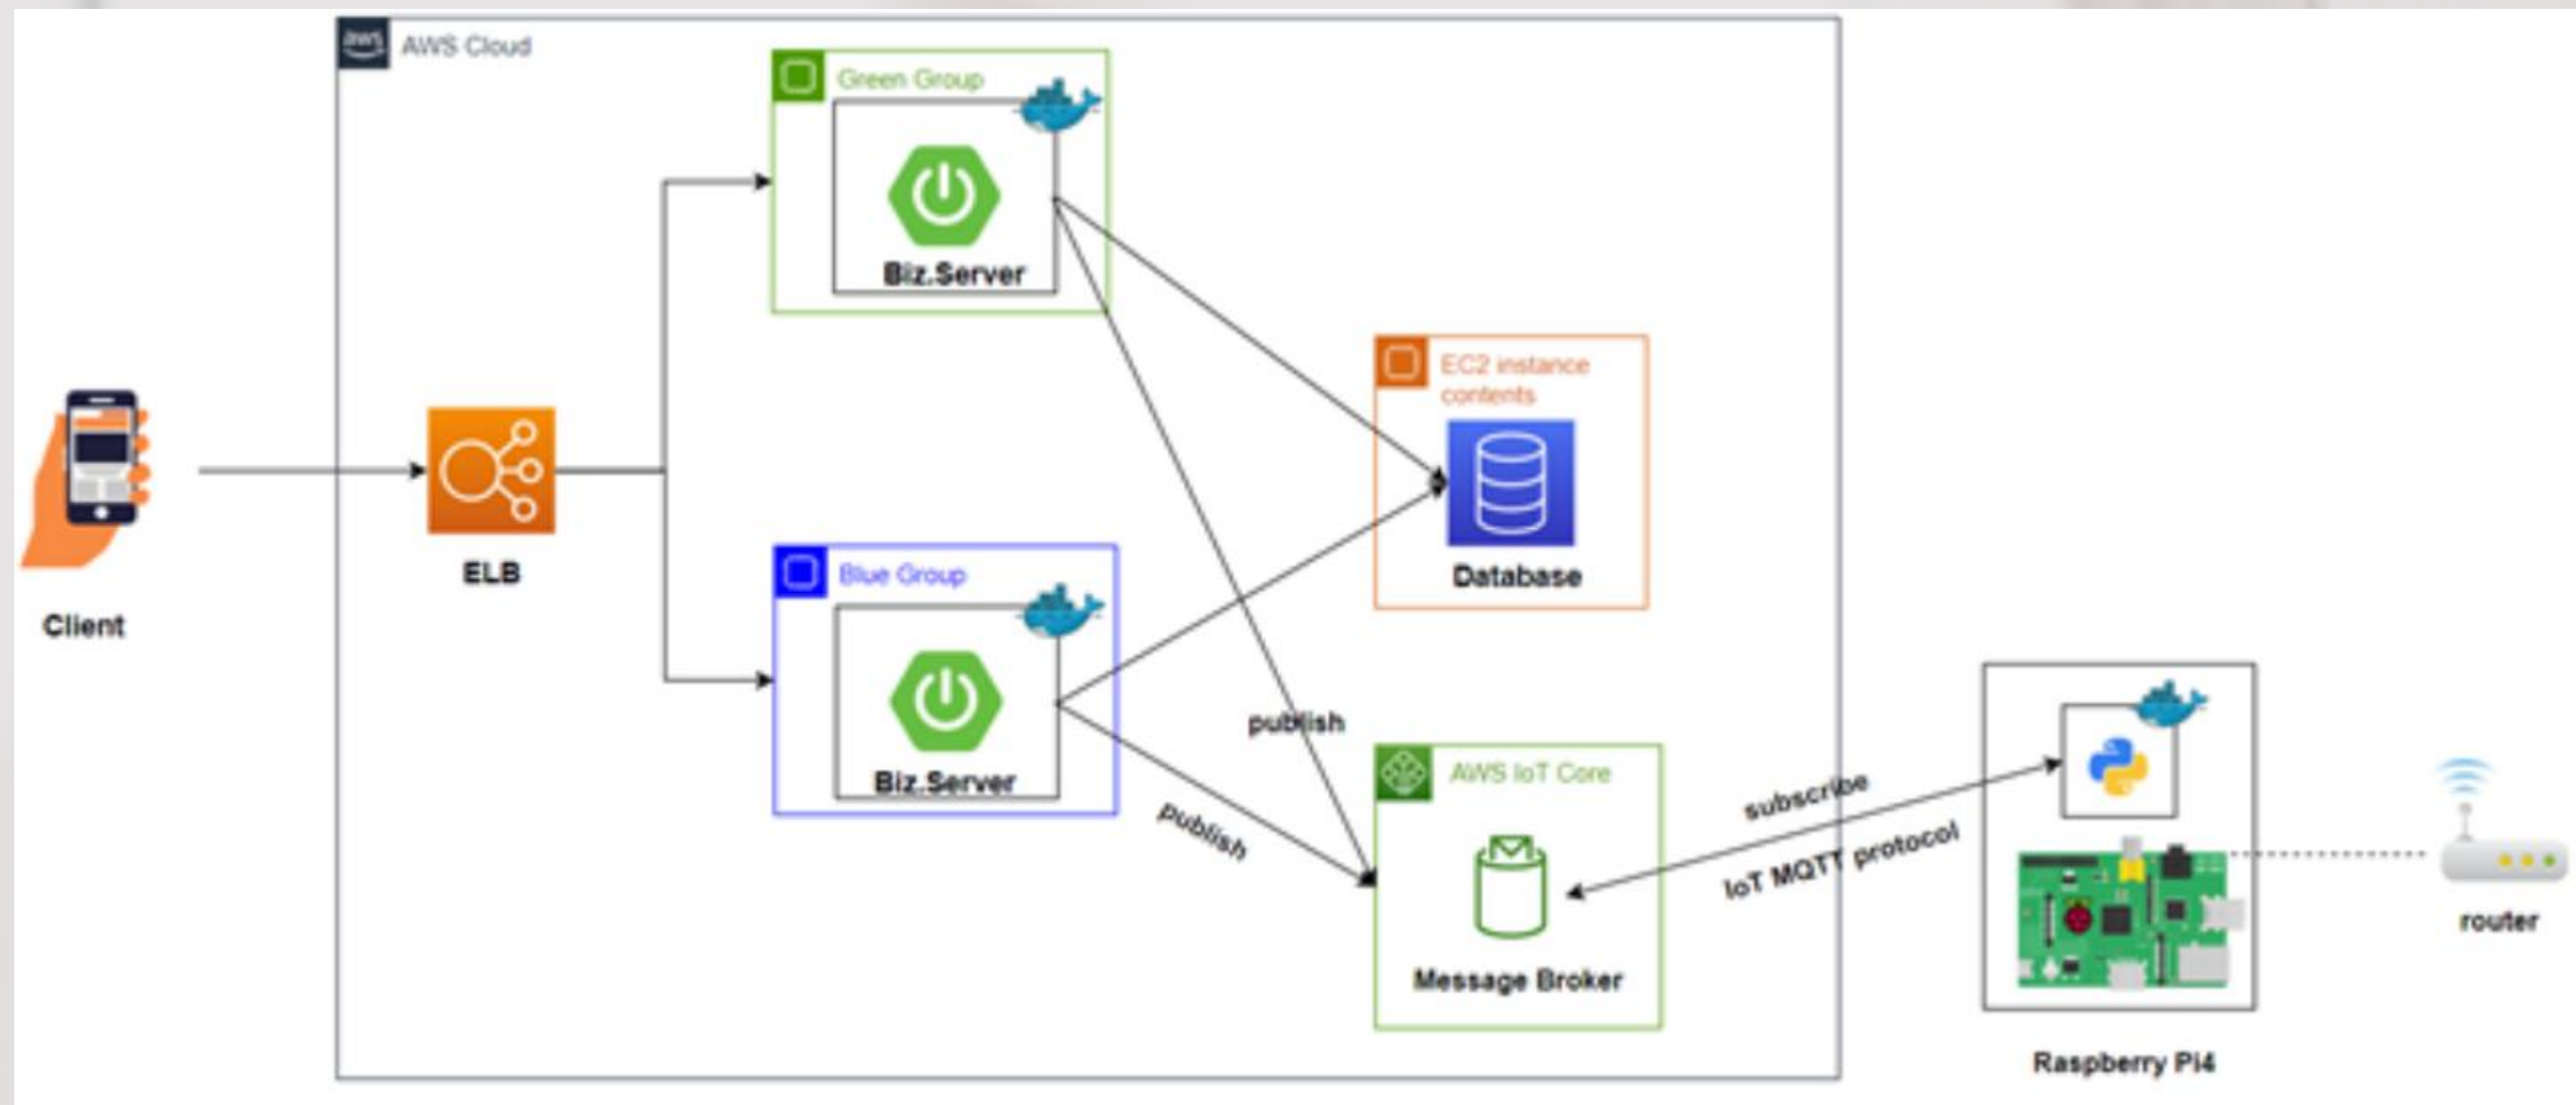 aws
AWS Cloud
Green Group
Biz.Server
EC2 instance
contents
Database
Client
ELB
Blue Group
Biz.Server
publish
publish
AWS IoT Core
Message Broker
subscribe
IoT MQTT protocol
router
Raspberry Pi4